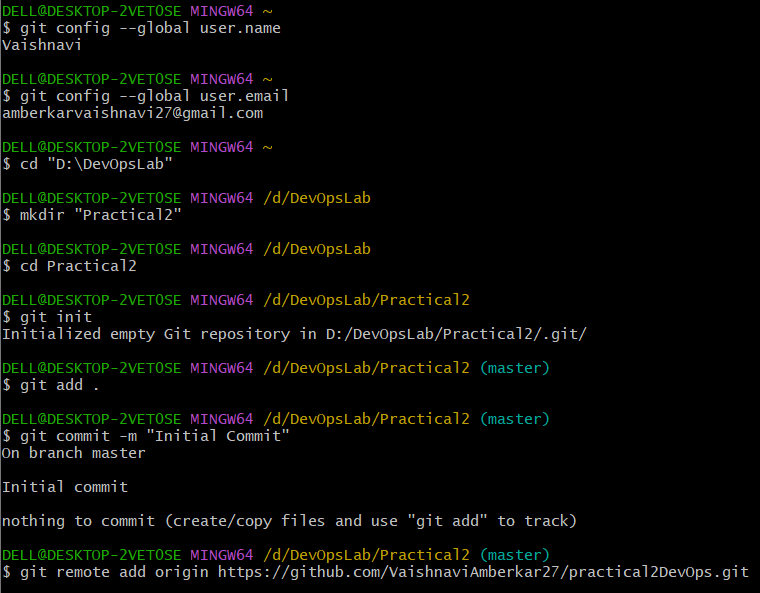 DELL@DESKTOP-2VETOSE MINGW64 ~
$ git config --global user.name
Vaishnavi
DELL@DESKTOP-2VETOSE MINGW64 ~
$ git config --global user.email
amberkarvaishnavi27@gmail.com
DELL@DESKTOP-2VETOSE MINGW64 ~
$ cd "D:\DevOpsLab"
DELL@DESKTOP-2VETOSE MINGW64 /d/DevOpsLab
$ mkdir "Practical2"
DELL@DESKTOP-2VETOSE MINGW64 /d/DevOpsLab
$ cd Practical2
DELL@DESKTOP-2VETOSE MINGW64 /d/DevOpsLab/Practical2
$ git init
Initialized empty Git repository in D:/DevOpsLab/Practical2/.git/
DELL@DESKTOP-2VETOSE MINGW64 /d/DevOpsLab/Practical2 (master)
$ git add .
DELL@DESKTOP-2VETOSE MINGW64 /d/DevOpsLab/Practical2 (master)
$ git commit -m "Initial Commit"
On branch master
Initial commit
nothing to commit (create/copy files and use "git add" to track)
DELL@DESKTOP-2VETOSE MINGW64 /d/DevOpsLab/Practical2 (master)
$ git remote add origin https://github.com/VaishnaviAmberkar27/practical2DevOps.git